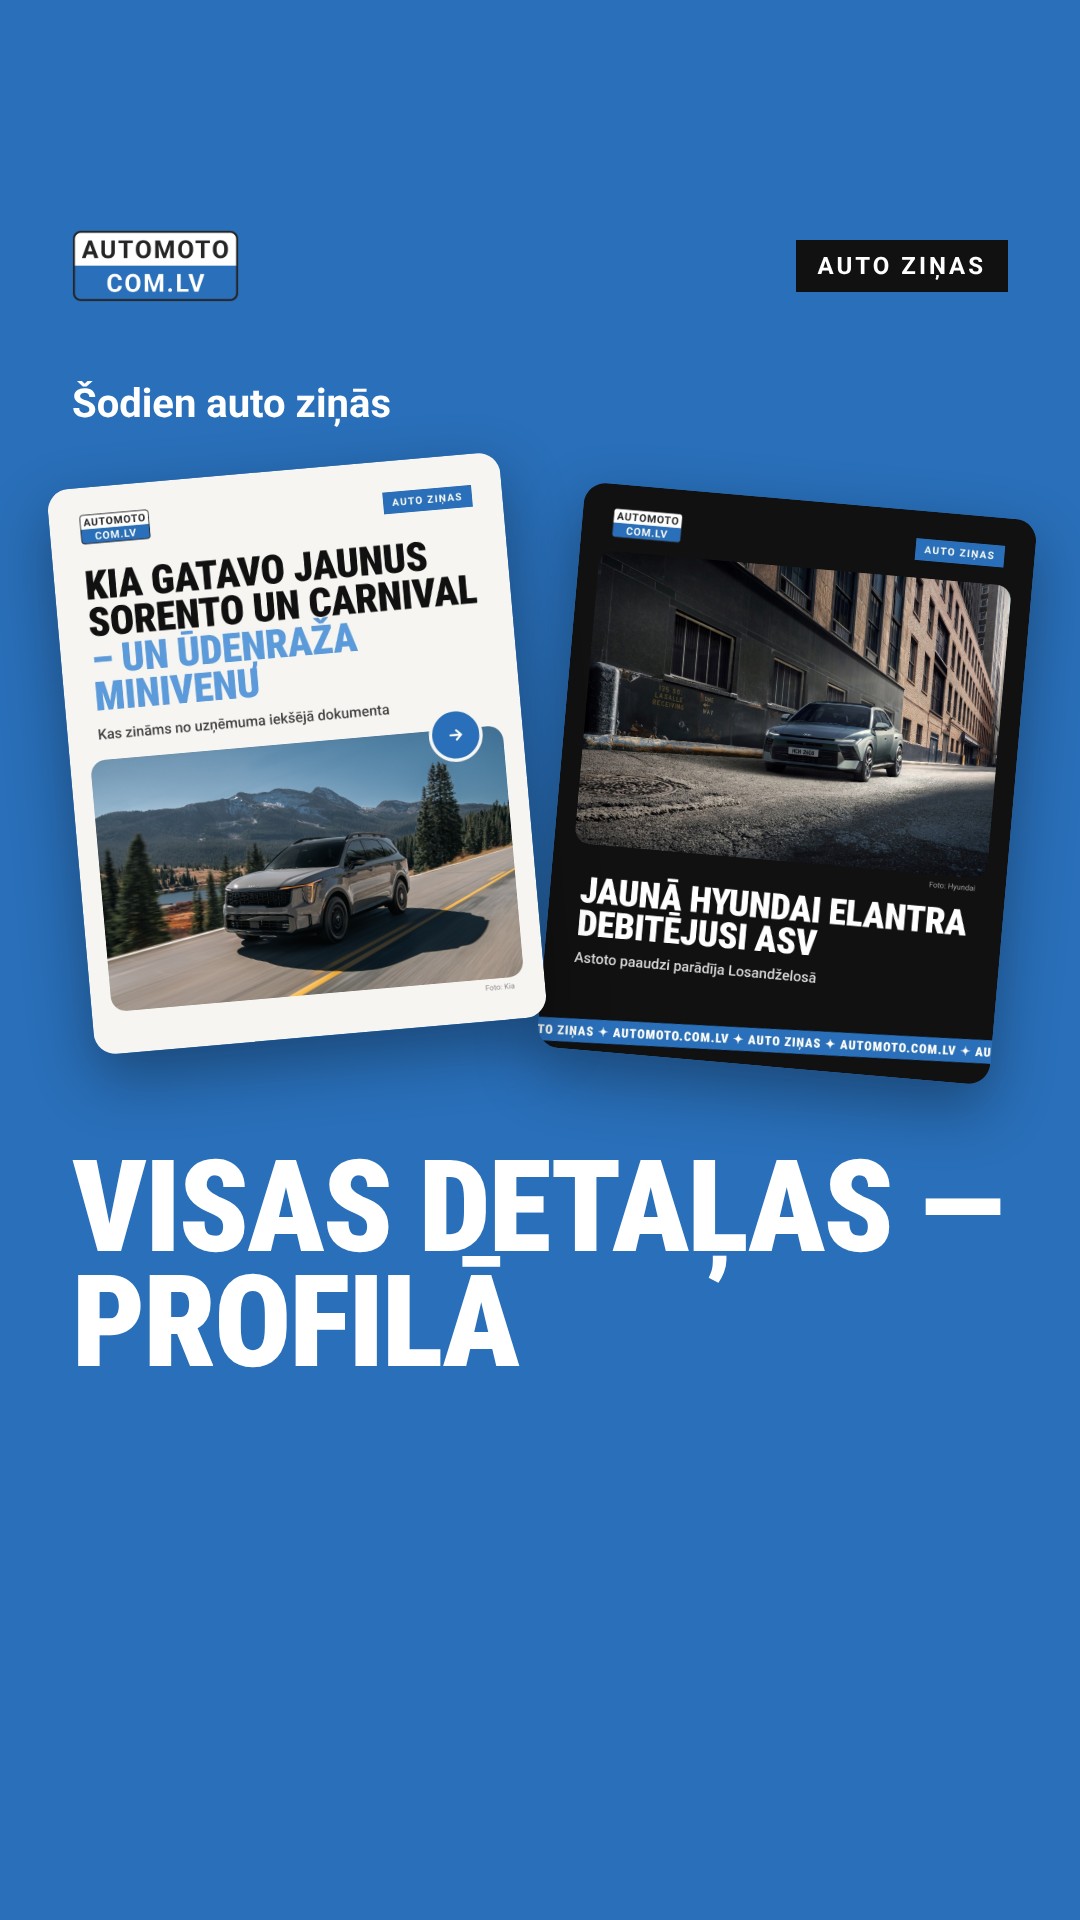 AUTOMOTO
COM.LV
AUTO ZIŅAS
Šodien auto ziņās
AUTOMOTO
COM.LV
AUTO ZIŅAS
KIA GATAVO JAUNUS
SORENTO UN CARNIVAL
– UN ŪDEŅRAŽA
MINIVENU
Kas zināms no uzņēmuma iekšējā dokumenta
Foto: Kia
AUTOMOTO
COM.LV
AUTO ZIŅAS
Foto: Hyundai
JAUNĀ HYUNDAI ELANTRA
DEBITĒJUSI ASV
Astoto paaudzi parādīja Losandželosā
TO ZIŅAS ✦ AUTOMOTO.COM.LV ✦ AUTO ZIŅAS ✦ AUTOMOTO.COM.LV ✦ AU
VISAS DETAĻAS —
PROFILĀ